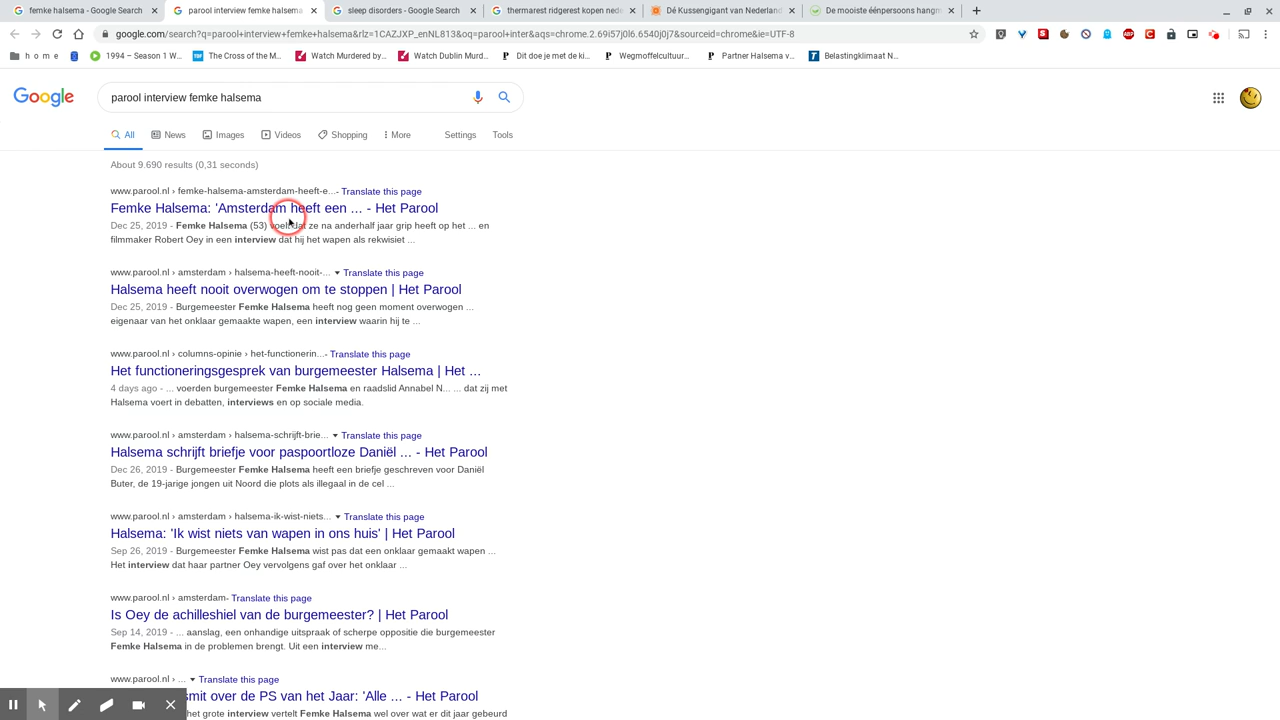 femke halsema - Google Search
parool interview femke halsema
sleep disorders - Google Search
thermarest ridgerest kopen nede
Dé Kussengigant van Nederland
De mooiste éénpersoons hangm
google.com/search?q=parool+interview+femke+halsema&rlz=1CAZJXP_enNL813&oq=parool+inter&aqs=chrome.2.69i57j0l6.6540j0j7&sourceid=chrome&ie=UTF-8
h o m e
1994 – Season 1 W...
The Cross of the M...
Watch Murdered by...
Watch Dublin Murd...
Dit doe je met de ki...
Wegmoffelcultuur...
Partner Halsema v...
Belastingklimaat N...
Google
parool interview femke halsema
All
News
Images
Videos
Shopping
More
Settings
Tools
About 9.690 results (0,31 seconds)
www.parool.nl › femke-halsema-amsterdam-heeft-e...- Translate this page
Femke Halsema: 'Amsterdam heeft een ... - Het Parool
Dec 25, 2019 - Femke Halsema (53) voelt dat ze na anderhalf jaar grip heeft op het ... en
filmmaker Robert Oey in een interview dat hij het wapen als rekwisiet ...
www.parool.nl › amsterdam › halsema-heeft-nooit-... Translate this page
Halsema heeft nooit overwogen om te stoppen | Het Parool
Dec 25, 2019 - Burgemeester Femke Halsema heeft nog geen moment overwogen ...
eigenaar van het onklaar gemaakte wapen, een interview waarin hij te ...
www.parool.nl › columns-opinie › het-functionerin...- Translate this page
Het functioneringsgesprek van burgemeester Halsema | Het ...
4 days ago - ... voerden burgemeester Femke Halsema en raadslid Annabel N... ... dat zij met
Halsema voert in debatten, interviews en op sociale media.
www.parool.nl › amsterdam › halsema-schrijft-brie... Translate this page
Halsema schrijft briefje voor paspoortloze Daniël ... - Het Parool
Dec 26, 2019 - Burgemeester Femke Halsema heeft een briefje geschreven voor Daniël
Buter, de 19-jarige jongen uit Noord die plots als illegaal in de cel ...
www.parool.nl › amsterdam › halsema-ik-wist-niets... Translate this page
Halsema: 'Ik wist niets van wapen in ons huis' | Het Parool
Sep 26, 2019 - Burgemeester Femke Halsema wist pas dat een onklaar gemaakt wapen ...
Het interview dat haar partner Oey vervolgens gaf over het onklaar ...
www.parool.nl › amsterdam- Translate this page
Is Oey de achilleshiel van de burgemeester? | Het Parool
Sep 14, 2019 - ... aanslag, een onhandige uitspraak of scherpe oppositie die burgemeester
Femke Halsema in de problemen brengt. Uit een interview me...
www.parool.nl › ... Translate this page
smit over de PS van het Jaar: 'Alle ... - Het Parool
het grote interview vertelt Femke Halsema wel over wat er dit jaar gebeurd